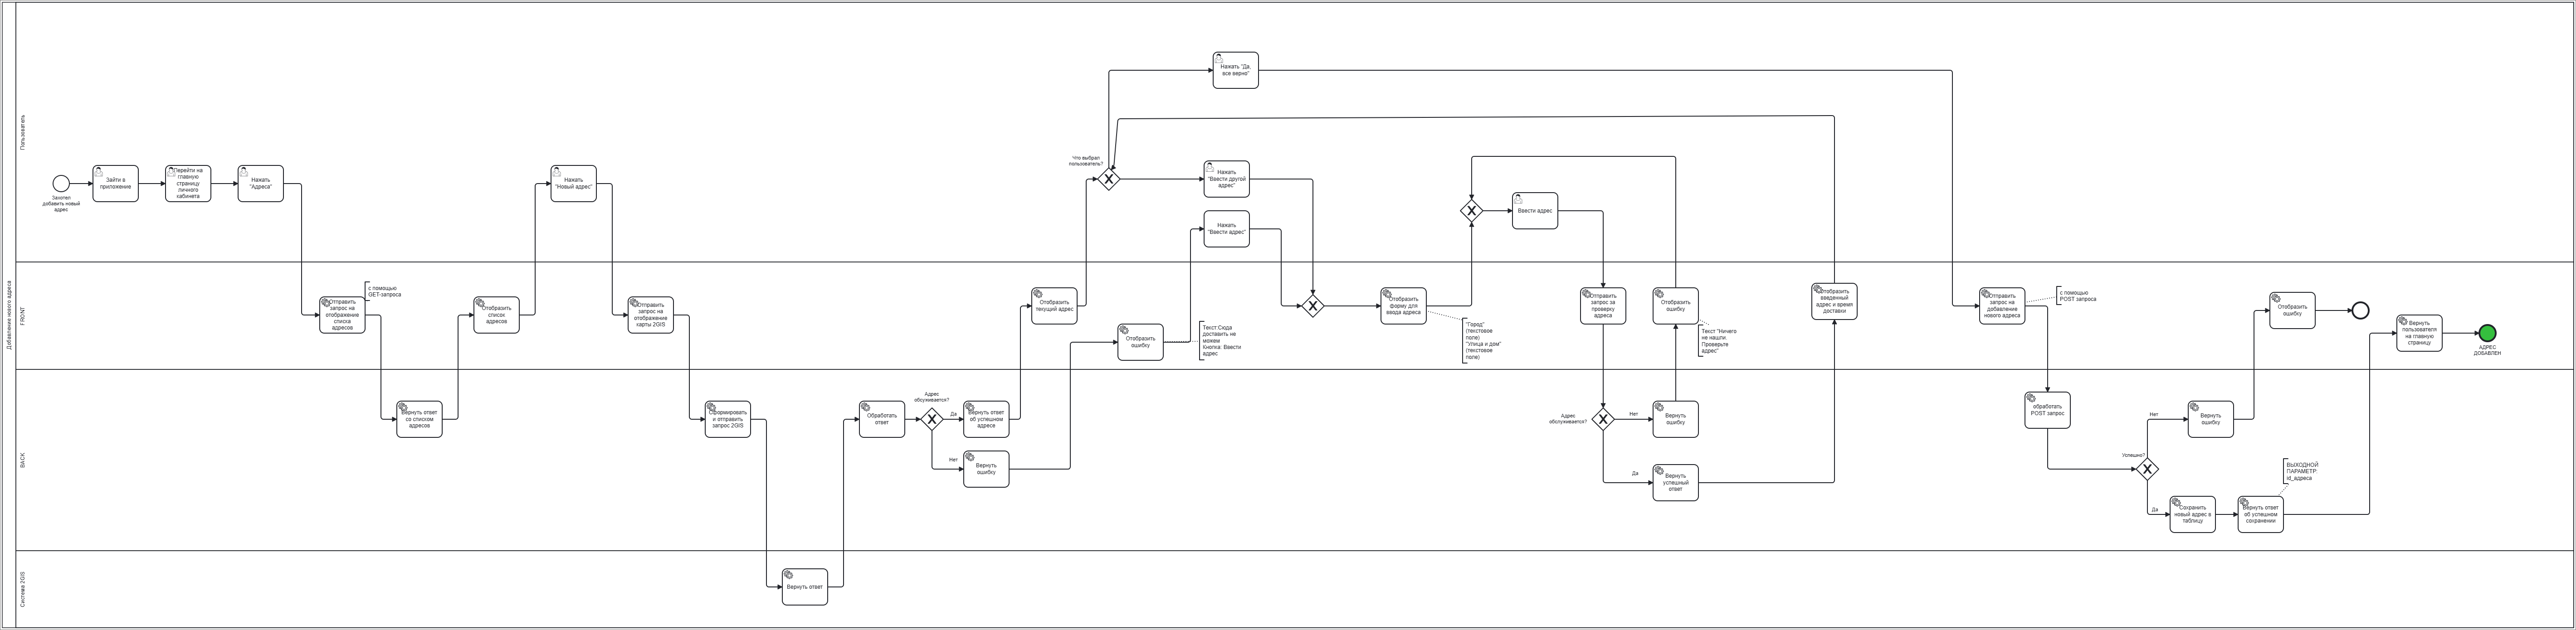 Добавление нового адреса
Пользователь
Захотел
добавить новый
адрес
Зайти в
приложение
Перейти на
главную
страницу
личного
кабинета
Нажать
"Адреса"
Нажать
"Новый адрес"
Что выбрал
пользователь?
Нажать "Да,
все верно"
Нажать
"Ввести другой
адрес"
Нажать
"Ввести адрес"
Ввести адрес
FRONT
Отправить
запрос на
отображение
списка
адресов
с помощью
GET-запроса
Отобразить
список
адресов
Отправить
запрос на
отображение
карты 2GIS
Отобразить
текущий адрес
Отобразить
ошибку
Текст:Сюда
доставить не
можем
Кнопка: Ввести
адрес
Отобразить
форму для
ввода адреса
"Город"
(текстовое
поле)
"Улица и дом"
(текстовое
поле)
Отправить
запрос за
проверку
адреса
Отобразить
ошибку
Текст "Ничего
не нашли.
Проверьте
адрес"
Отобразить
введенный
адрес и время
доставки
Отправить
запрос на
добавление
нового адреса
с помощью
POST запроса
Отобразить
ошибку
Вернуть
пользователя
на главную
страницу
АДРЕС
ДОБАВЛЕН
BACK
Вернуть ответ
со списком
адресов
Сформировать
и отправить
запрос 2GIS
Обработать
ответ
Адрес
обсуживается?
Да
Вернуть ответ
об успешном
адресе
Нет
Вернуть
ошибку
Адрес
обслуживается?
Нет
Вернуть
ошибку
Да
Вернуть
успешный
ответ
обработать
POST запрос
Успешно?
Нет
Вернуть
ошибку
Да
Сохранить
новый адрес в
таблицу
Вернуть ответ
об успешном
сохранении
ВЫХОДНОЙ
ПАРАМЕТР:
id_адреса
Система 2GIS
Вернуть ответ